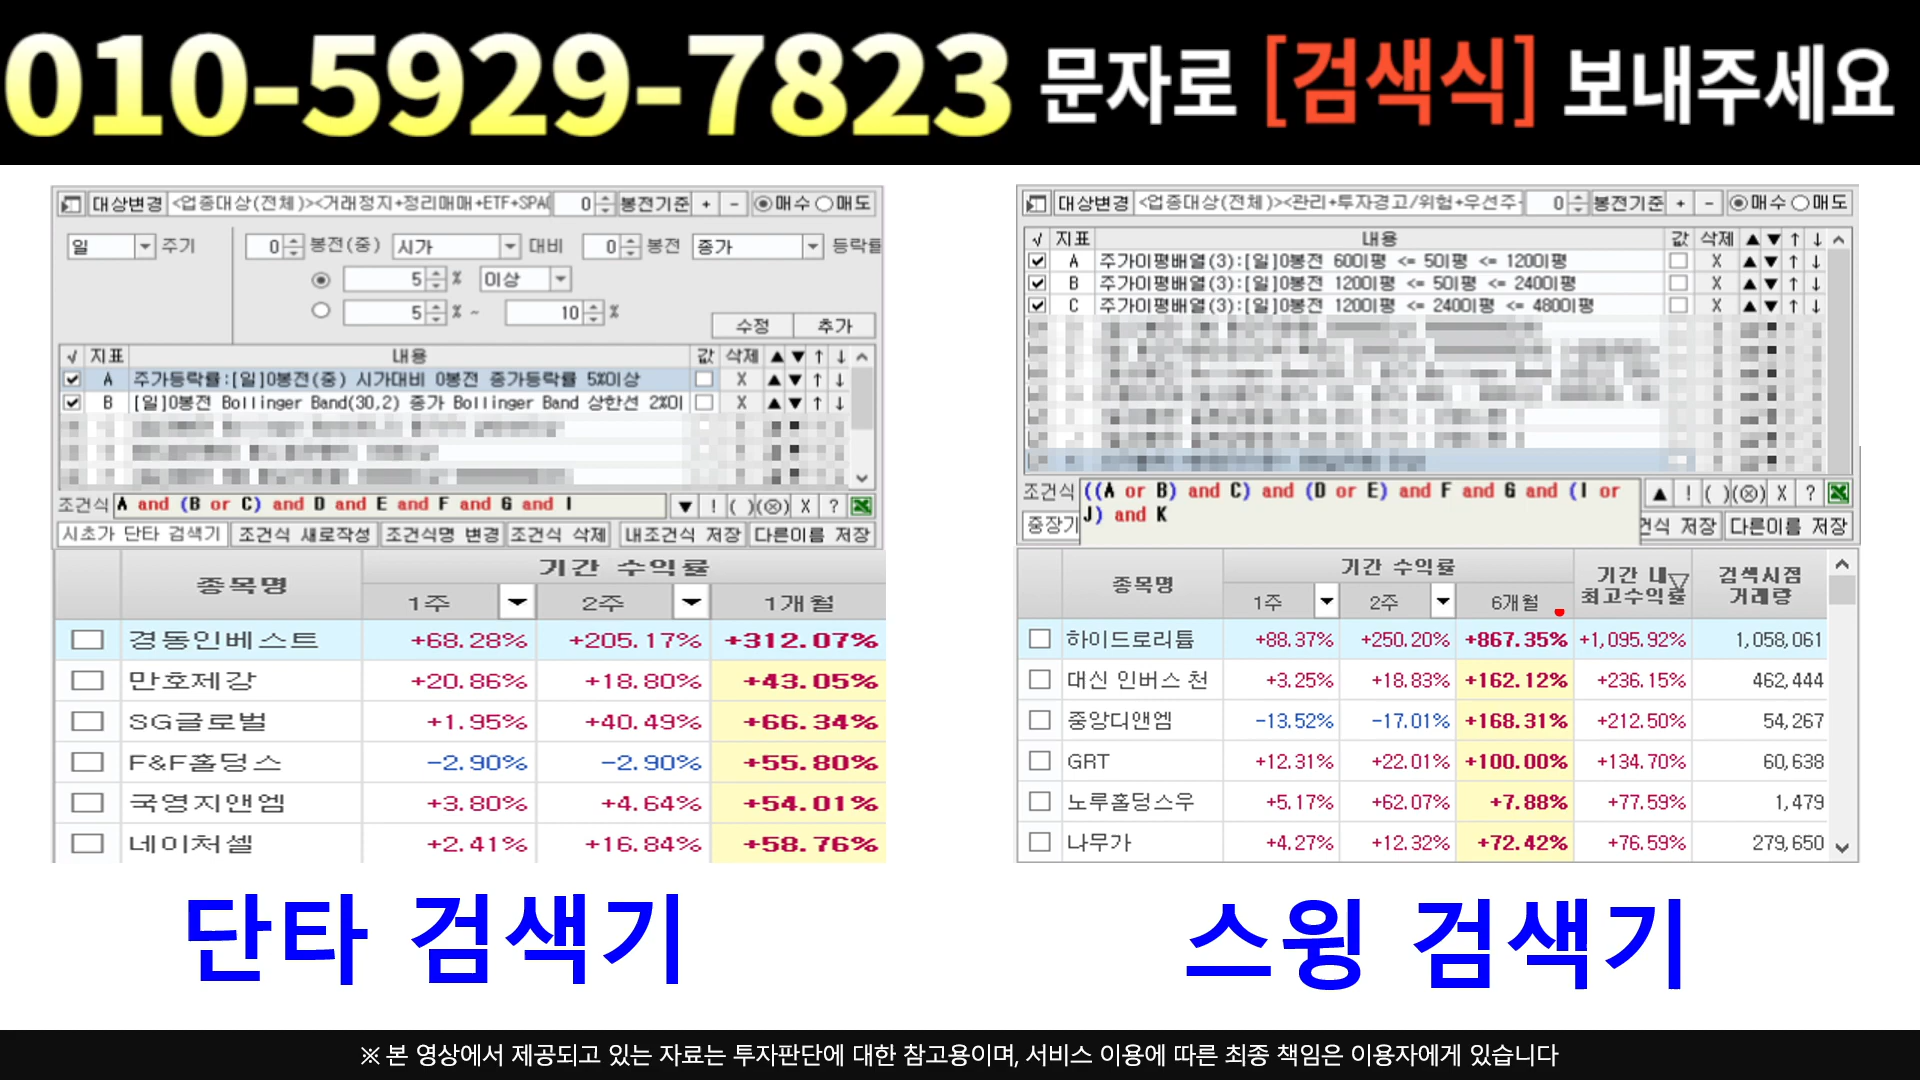 010-5929-7823 문자로 [검색식] 보내주세요
대상변경 <업종대상(전체)><거래정지+정리매매+ETF+SPA 0 봉전기준 + - 매수 매도
일 주기 0 봉전(중) 시가 대비 0 봉전 종가 등락률
5 % 이상
5 % ~ 10 %
수정 추가
√ 지표 내용 값 삭제 ▲ ▼ ↑ ↓
A 주가등락률:[일]0봉전(중) 시가대비 0봉전 종가등락률 5%이상 X ▲ ▼ ↑ ↓
B [일]0봉전 Bollinger Band(30,2) 종가 Bollinger Band 상한선 2%이 X ▲ ▼ ↑ ↓
조건식 A and (B or C) and D and E and F and G and I ▼ ! ( )(⊗) X ?
시초가 단타 검색기 조건식 새로작성 조건식명 변경 조건식 삭제 내조건식 저장 다른이름 저장
종목명 기간 수익률
1주 2주 1개월
경동인베스트 +68.28% +205.17% +312.07%
만호제강 +20.86% +18.80% +43.05%
SG글로벌 +1.95% +40.49% +66.34%
F&F홀딩스 -2.90% -2.90% +55.80%
국영지앤엠 +3.80% +4.64% +54.01%
네이처셀 +2.41% +16.84% +58.76%
단타 검색기
대상변경 <업종대상(전체)><관리+투자경고/위험+우선주+ 0 봉전기준 + - 매수 매도
√ 지표 내용 값 삭제 ▲ ▼ ↑ ↓
A 주가이평배열(3):[일]0봉전 60이평 <= 5이평 <= 120이평 X ▲ ▼ ↑ ↓
B 주가이평배열(3):[일]0봉전 120이평 <= 5이평 <= 240이평 X ▲ ▼ ↑ ↓
C 주가이평배열(3):[일]0봉전 120이평 <= 240이평 <= 480이평 X ▲ ▼ ↑ ↓
조건식 ((A or B) and C) and (D or E) and F and G and (I or ▲ ! ( )(⊗) X ?
J) and K
중장기 건식 저장 다른이름 저장
종목명 기간 수익률 기간 내 최고수익률 검색시점 거래량
1주 2주 6개월
하이드로리튬 +88.37% +250.20% +867.35% +1,095.92% 1,058,061
대신 인버스 천 +3.25% +18.83% +162.12% +236.15% 462,444
중앙디앤엠 -13.52% -17.01% +168.31% +212.50% 54,267
GRT +12.31% +22.01% +100.00% +134.70% 60,638
노루홀딩스우 +5.17% +62.07% +7.88% +77.59% 1,479
나무가 +4.27% +12.32% +72.42% +76.59% 279,650
스윙 검색기
※ 본 영상에서 제공되고 있는 자료는 투자판단에 대한 참고용이며, 서비스 이용에 따른 최종 책임은 이용자에게 있습니다